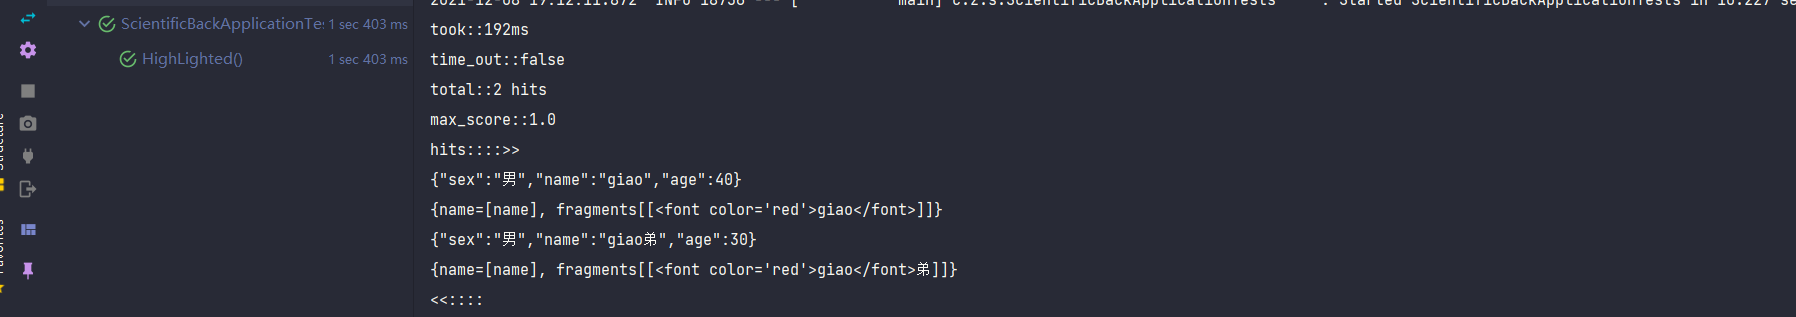 ScientificBackApplicationTe: 1 sec 403 ms
HighLighted() 1 sec 403 ms
Structure
Favorites
took::192ms
time_out::false
total::2 hits
max_score::1.0
hits::::>>
{"sex":"男","name":"giao","age":40}
{name=[name], fragments[[<font color='red'>giao</font>]]}
{"sex":"男","name":"giao弟","age":30}
{name=[name], fragments[[<font color='red'>giao</font>弟]]}
<<::::